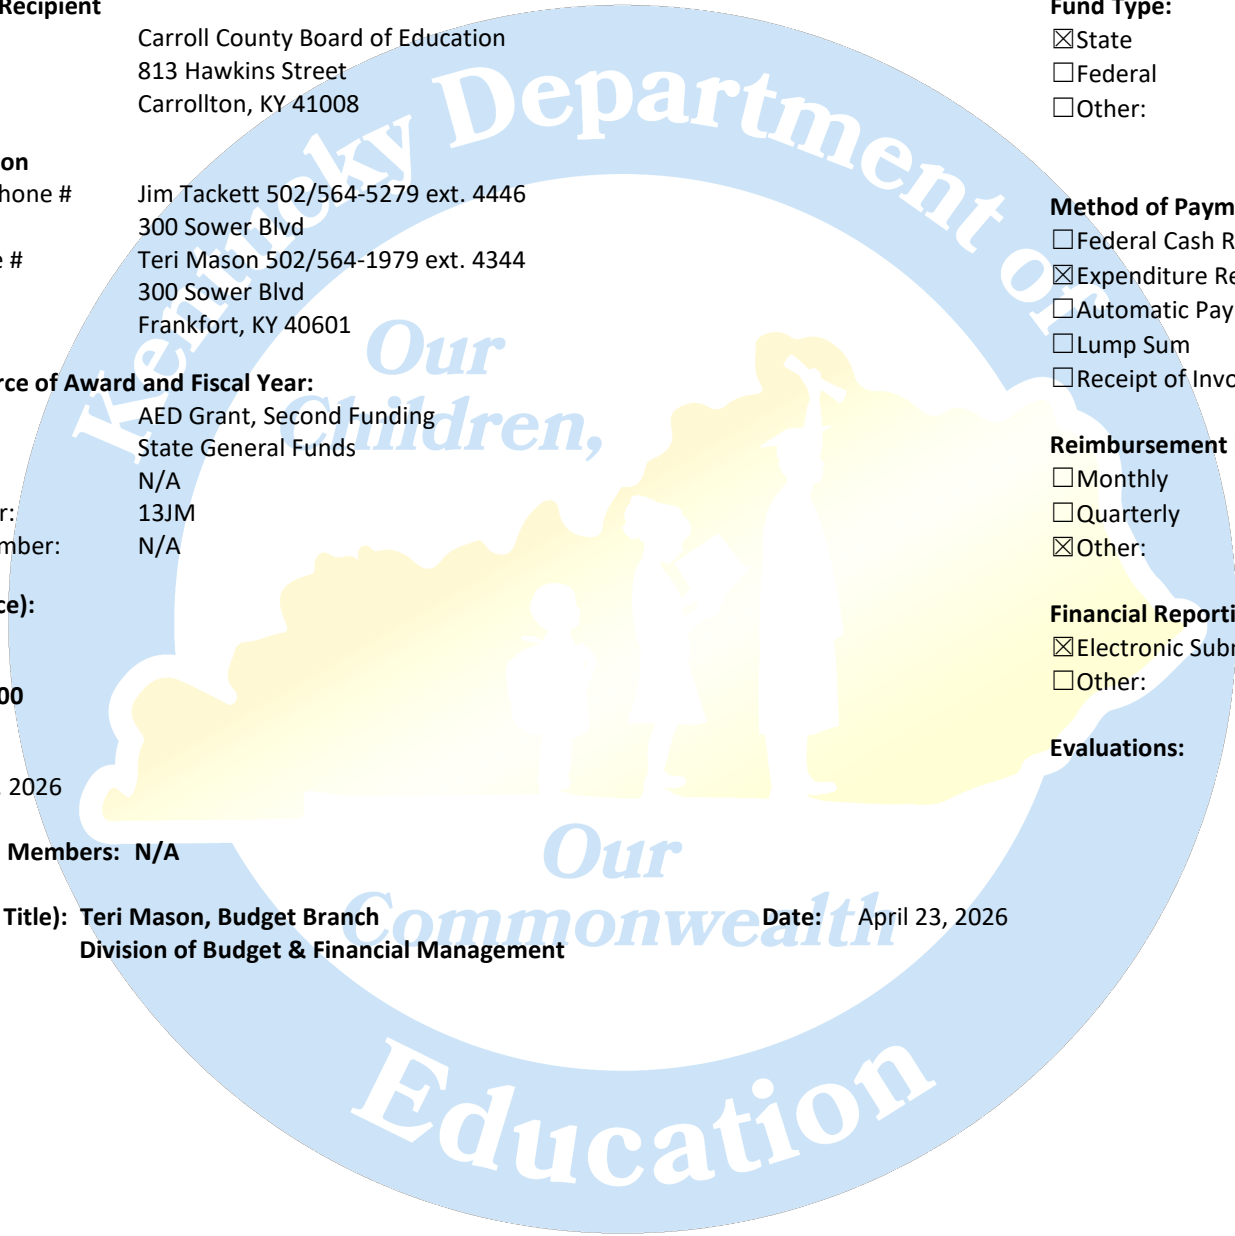 Recipient
Carroll County Board of Education
813 Hawkins Street
Carrollton, KY 41008
on
hone # Jim Tackett 502/564-5279 ext. 4446
300 Sower Blvd
e # Teri Mason 502/564-1979 ext. 4344
300 Sower Blvd
Frankfort, KY 40601
rce of Award and Fiscal Year:
AED Grant, Second Funding
State General Funds
N/A
r: 13JM
mber: N/A
ce):
00
, 2026
Members: N/A
Title): Teri Mason, Budget Branch Date: April 23, 2026
Division of Budget & Financial Management
Fund Type:
☒State
☐Federal
☐Other:
Method of Paym
☐Federal Cash R
☒Expenditure Re
☐Automatic Pay
☐Lump Sum
☐Receipt of Invo
Reimbursement
☐Monthly
☐Quarterly
☒Other:
Financial Reporti
☒Electronic Subr
☐Other:
Evaluations:
Kentucky Department of
Education
Our
Children,
Our
Commonwealth